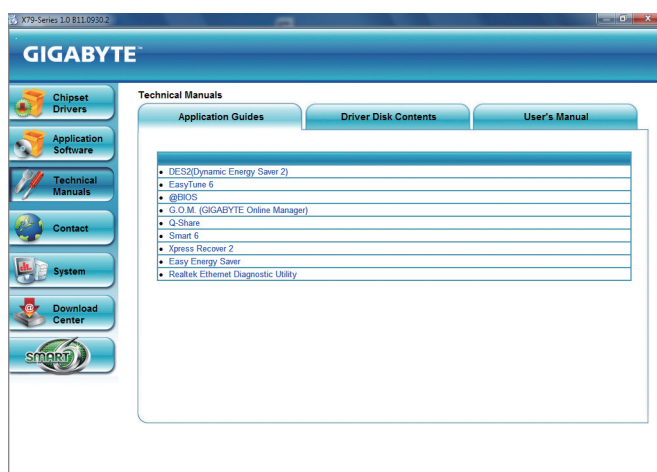 X79-Series 1.0 B11.0930.2
GIGABYTE™
Chipset
Drivers
Application
Software
Technical
Manuals
Contact
System
Download
Center
SMART6
Technical Manuals
Application Guides
Driver Disk Contents
User's Manual
• DES2(Dynamic Energy Saver 2)
• EasyTune 6
• @BIOS
• G.O.M. (GIGABYTE Online Manager)
• Q-Share
• Smart 6
• Xpress Recover 2
• Easy Energy Saver
• Realtek Ethernet Diagnostic Utility